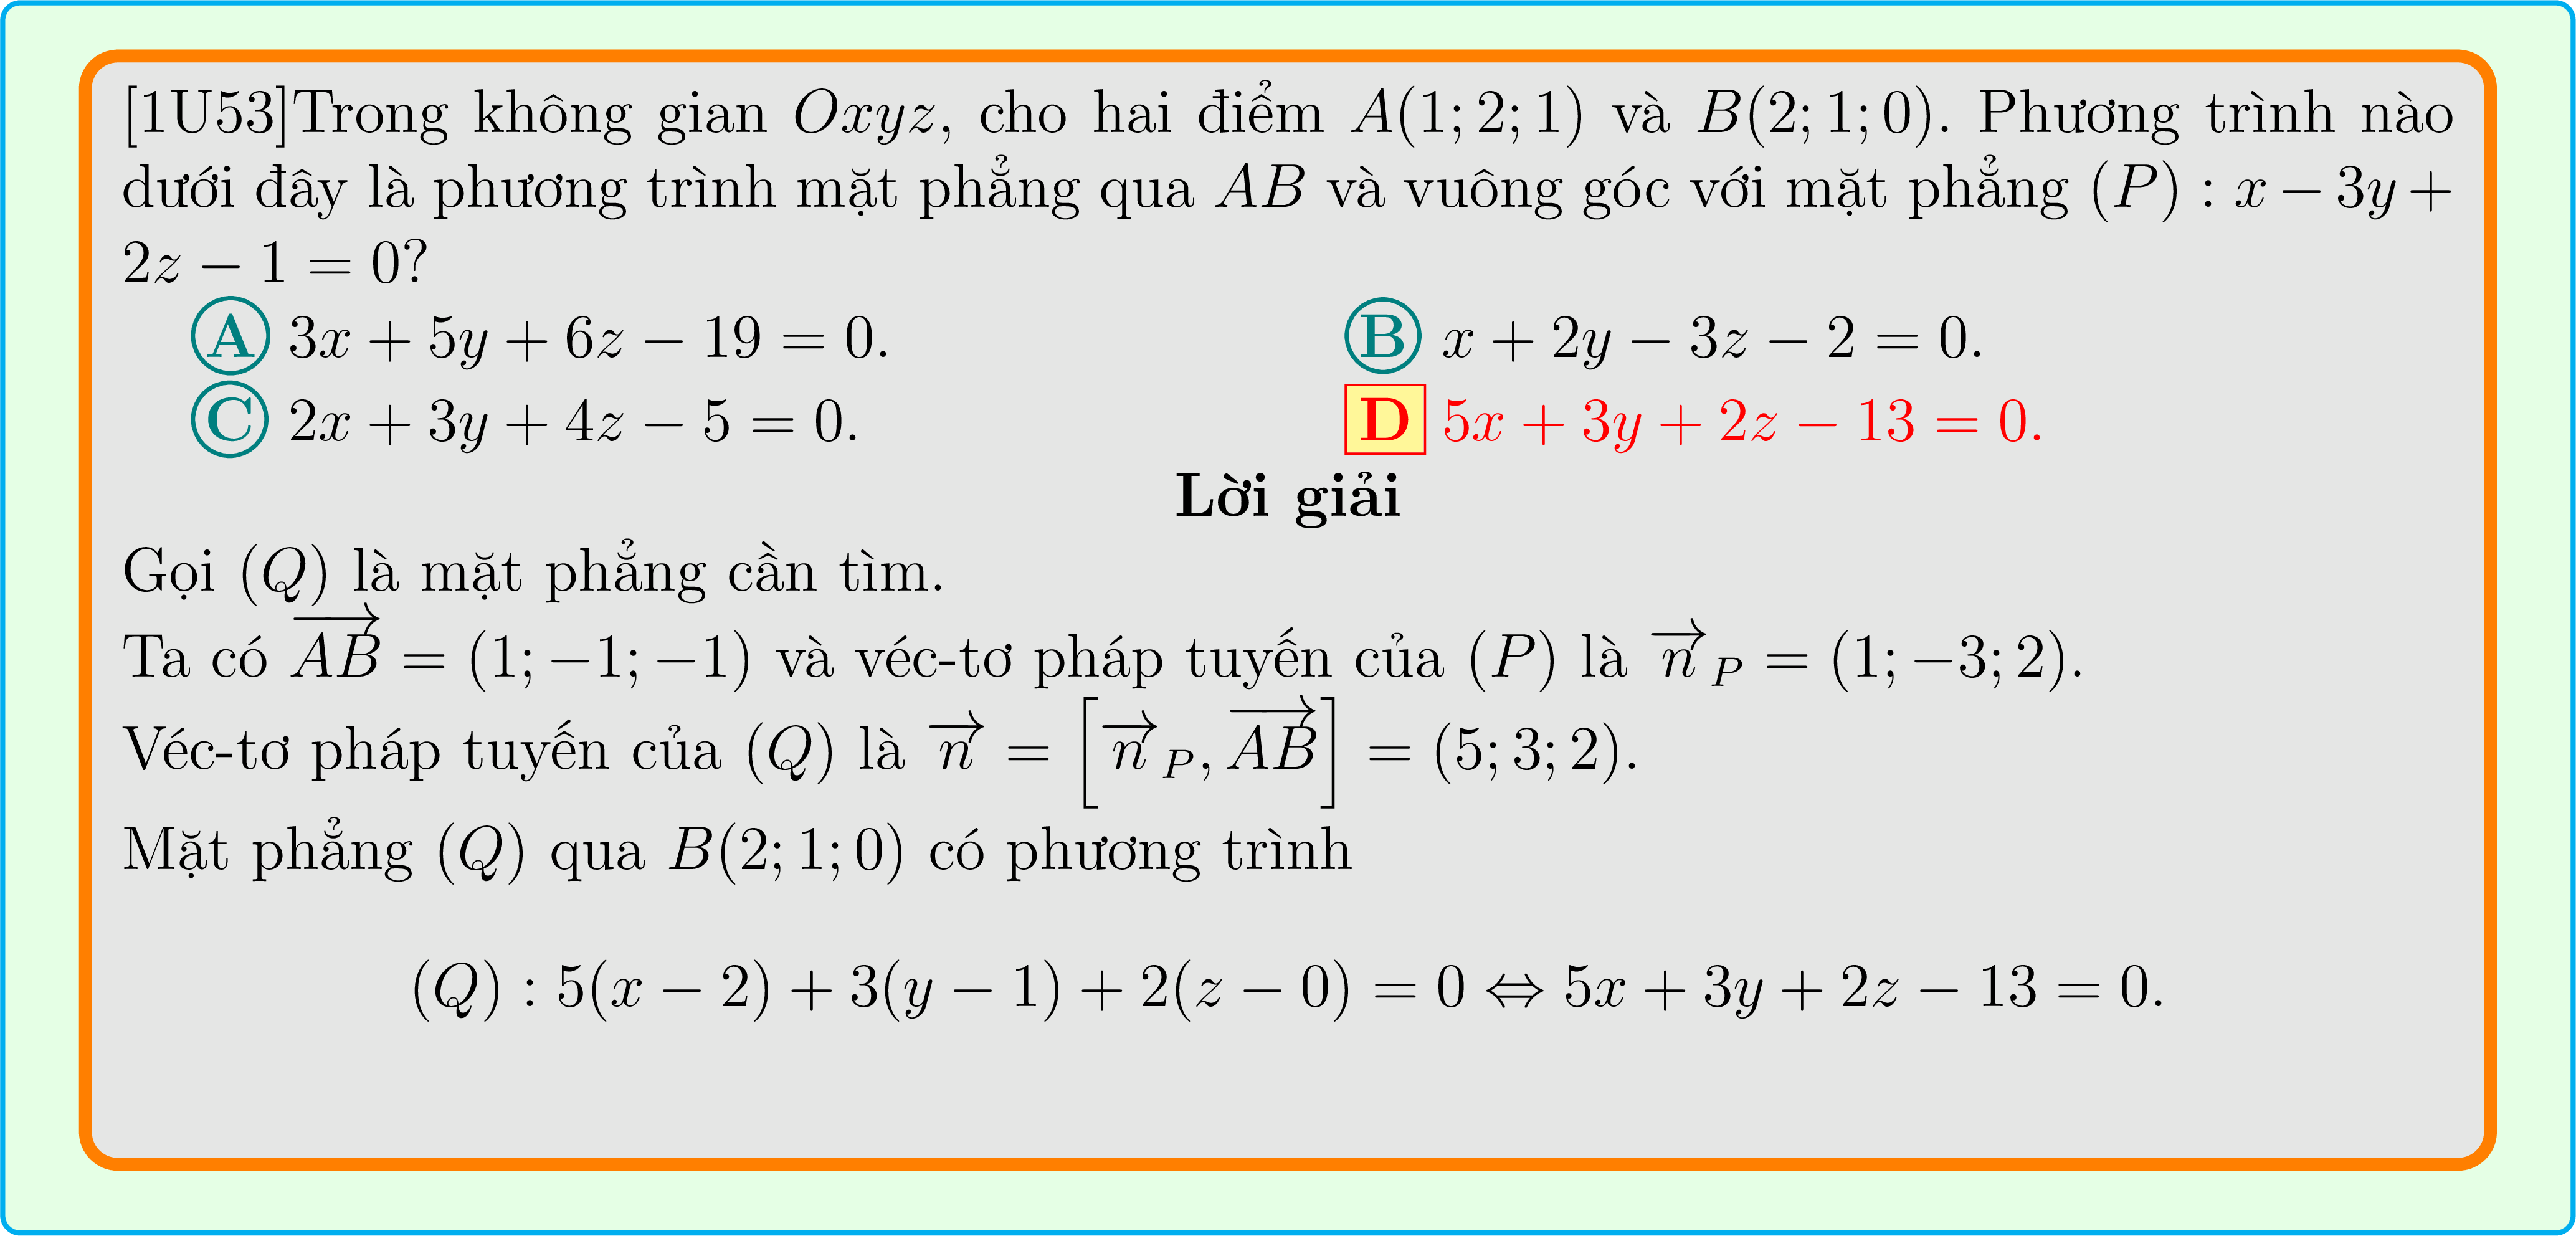 [1U53]Trong không gian Oxyz, cho hai điểm A(1; 2; 1) và B(2; 1; 0). Phương trình nào
dưới đây là phương trình mặt phẳng qua AB và vuông góc với mặt phẳng (P) : x − 3y +
2z − 1 = 0?
A 3x + 5y + 6z − 19 = 0. B x + 2y − 3z − 2 = 0.
C 2x + 3y + 4z − 5 = 0. D 5x + 3y + 2z − 13 = 0.
Lời giải
Gọi (Q) là mặt phẳng cần tìm.
Ta có $\overrightarrow{AB}$ = (1; −1; −1) và véc-tơ pháp tuyến của (P) là $\overrightarrow{n}_P$ = (1; −3; 2).
Véc-tơ pháp tuyến của (Q) là $\overrightarrow{n}$ = [$\overrightarrow{n}_P$, $\overrightarrow{AB}$] = (5; 3; 2).
Mặt phẳng (Q) qua B(2; 1; 0) có phương trình
(Q) : 5(x − 2) + 3(y − 1) + 2(z − 0) = 0 ⇔ 5x + 3y + 2z − 13 = 0.